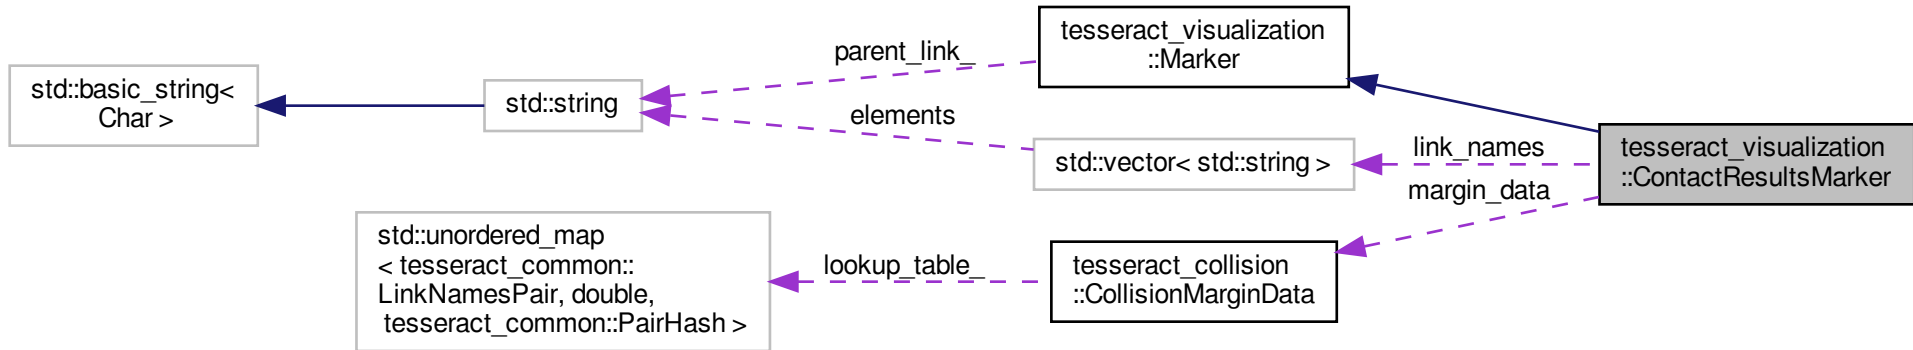 std::basic_string<
Char >
std::string
parent_link_
elements
tesseract_visualization
::Marker
std::vector< std::string >
link_names
margin_data
tesseract_visualization
::ContactResultsMarker
std::unordered_map
< tesseract_common::
LinkNamesPair, double,
tesseract_common::PairHash >
lookup_table_
tesseract_collision
::CollisionMarginData